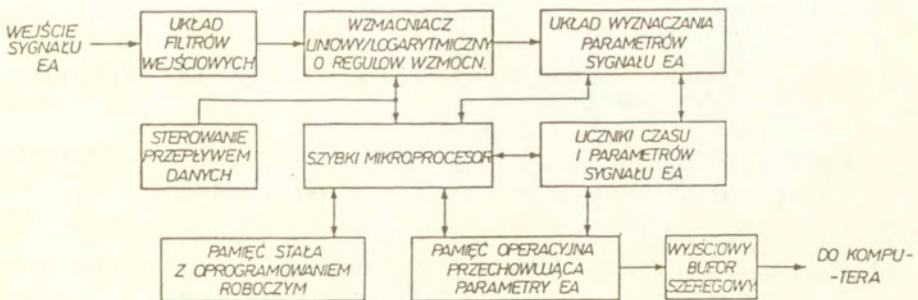 WEJŚCIE
SYGNAŁU
EA
UKŁAD
FILTRÓW
WEJŚCIOWYCH
WZMACNIACZ
LINIOWY/LOGARYTMICZNY
O REGULOW. WZMOCN.
UKŁAD WYZNACZANIA
PARAMETRÓW
SYGNAŁU EA
STEROWANIE
PRZEPŁYWEM
DANYCH
SZYBKI MIKROPROCESOR
LICZNIKI CZASU
I PARAMETRÓW
SYGNAŁU EA
PAMIĘĆ STAŁA
Z OPROGRAMOWANIEM
ROBOCZYM
PAMIĘĆ OPERACYJNA
PRZECHOWUJĄCA
PARAMETRY EA
WYJŚCIOWY
BUFOR
SZEREGOWY
DO KOMPU-
-TERA